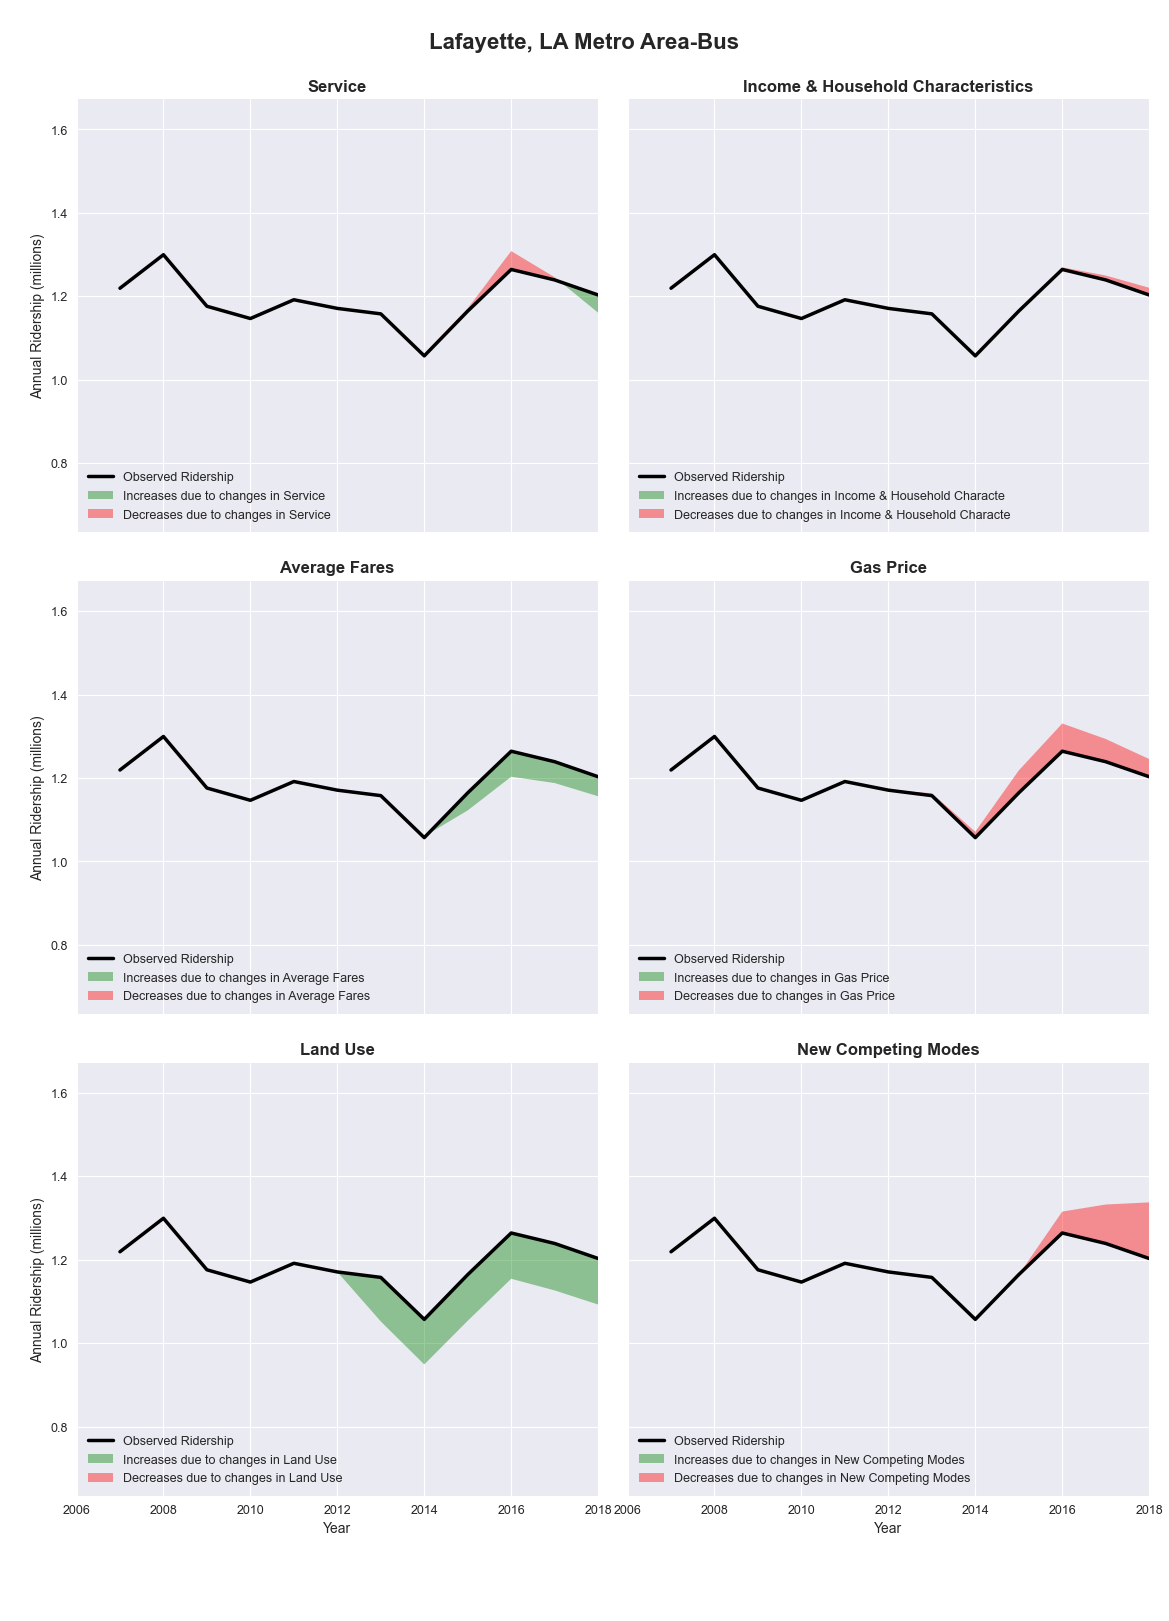 Lafayette, LA Metro Area-Bus
Service
1.6
1.4
1.2
1.0
0.8
Annual Ridership (millions)
Observed Ridership
Increases due to changes in Service
Decreases due to changes in Service
Income & Household Characteristics
Observed Ridership
Increases due to changes in Income & Household Characte
Decreases due to changes in Income & Household Characte
Average Fares
1.6
1.4
1.2
1.0
0.8
Annual Ridership (millions)
Observed Ridership
Increases due to changes in Average Fares
Decreases due to changes in Average Fares
Gas Price
Observed Ridership
Increases due to changes in Gas Price
Decreases due to changes in Gas Price
Land Use
1.6
1.4
1.2
1.0
0.8
Annual Ridership (millions)
Observed Ridership
Increases due to changes in Land Use
Decreases due to changes in Land Use
2006 2008 2010 2012 2014 2016 2018
Year
New Competing Modes
Observed Ridership
Increases due to changes in New Competing Modes
Decreases due to changes in New Competing Modes
2006 2008 2010 2012 2014 2016 2018
Year